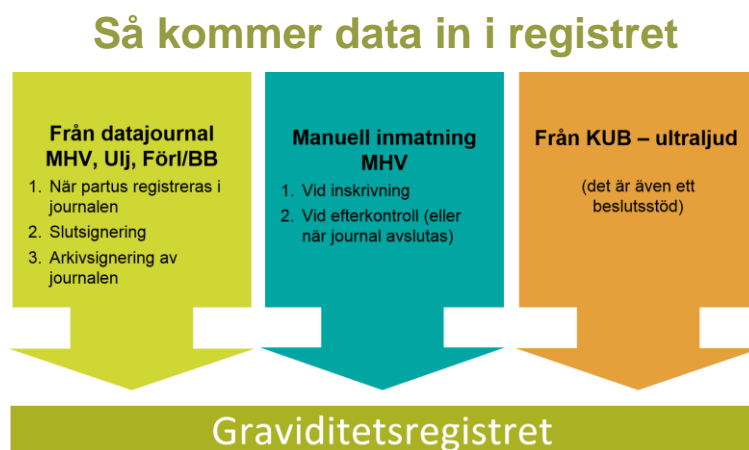 Så kommer data in i registret
Från datajournal
MHV, Ulj, Förl/BB
1. När partus registreras i
journalen
2. Slutsignering
3. Arkivsignering av
journalen
Manuell inmatning
MHV
1. Vid inskrivning
2. Vid efterkontroll (eller
när journal avslutas)
Från KUB – ultraljud
(det är även ett
beslutsstöd)
Graviditetsregistret